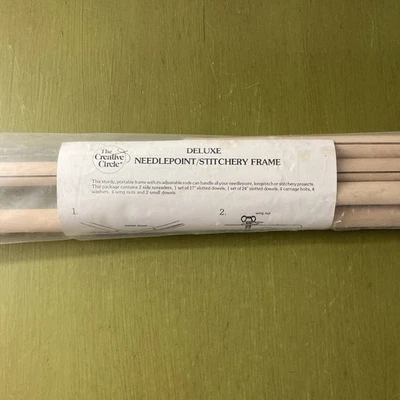 The
Creative
Circle
DELUXE
NEEDLEPOINT/STITCHERY FRAME
This sturdy, portable frame with its adjustable rods can handle all your needlepoint, longstitch or stitchery projects.
This package contains 2 side spreaders, 1 set of 17" slotted dowels, 1 set of 24" slotted dowels, 4 carriage bolts, 4
washers, 4 wing nuts and 2 small dowels.
1.
2.
wing nut